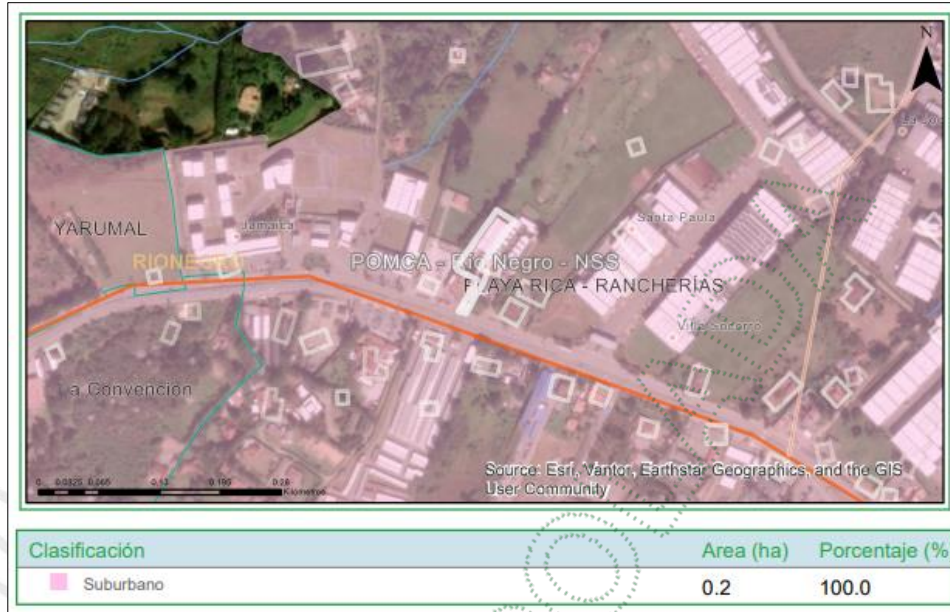 N
La
YARUMAL
Jamaica
Santa Paula
RIONEGRO
POMCA - Rio Negro - NSS
PLAYA RICA - RANCHERÍAS
Villa Socorro
a Convención
Source: Esri, Vantor, Earthstar Geographics, and the GIS
User Community
0 0.0325 0.065 0.13 0.195 0.26
Kilometros
Clasificación Area (ha) Porcentaje (%
Suburbano 0.2 100.0